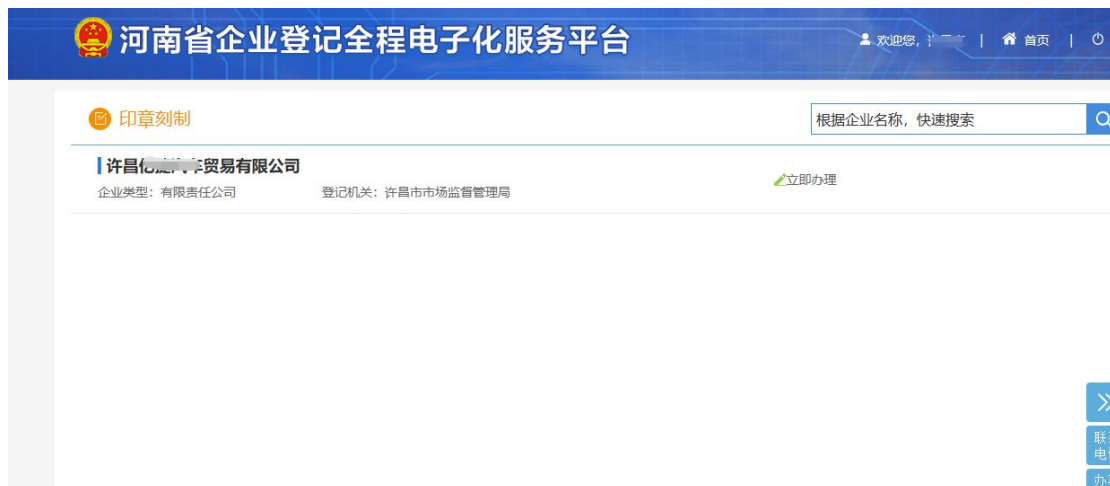 河南省企业登记全程电子化服务平台
欢迎您, | 首页 |
印章刻制
根据企业名称，快速搜索
许昌 贸易有限公司
企业类型：有限责任公司 登记机关：许昌市市场监督管理局
立即办理
联
电
办